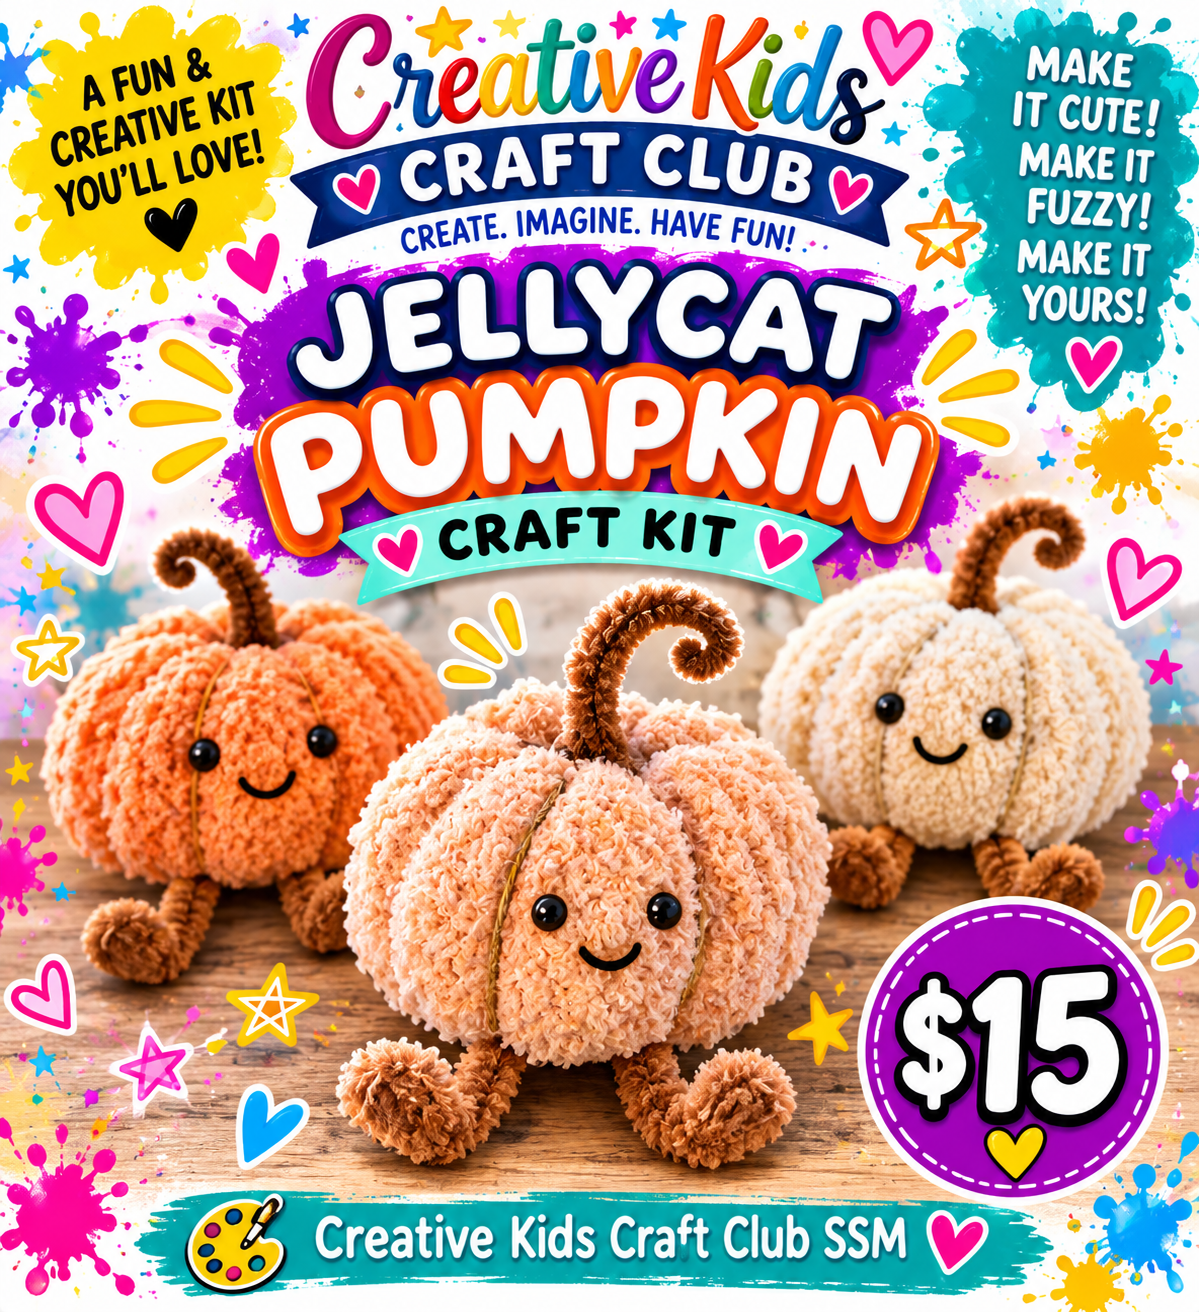 A FUN &
CREATIVE KIT
YOU'LL LOVE!
Creative Kids
CRAFT CLUB
CREATE. IMAGINE. HAVE FUN!
MAKE
IT CUTE!
MAKE IT
FUZZY!
MAKE IT
YOURS!
JELLYCAT
PUMPKIN
CRAFT KIT
$15
Creative Kids Craft Club SSM